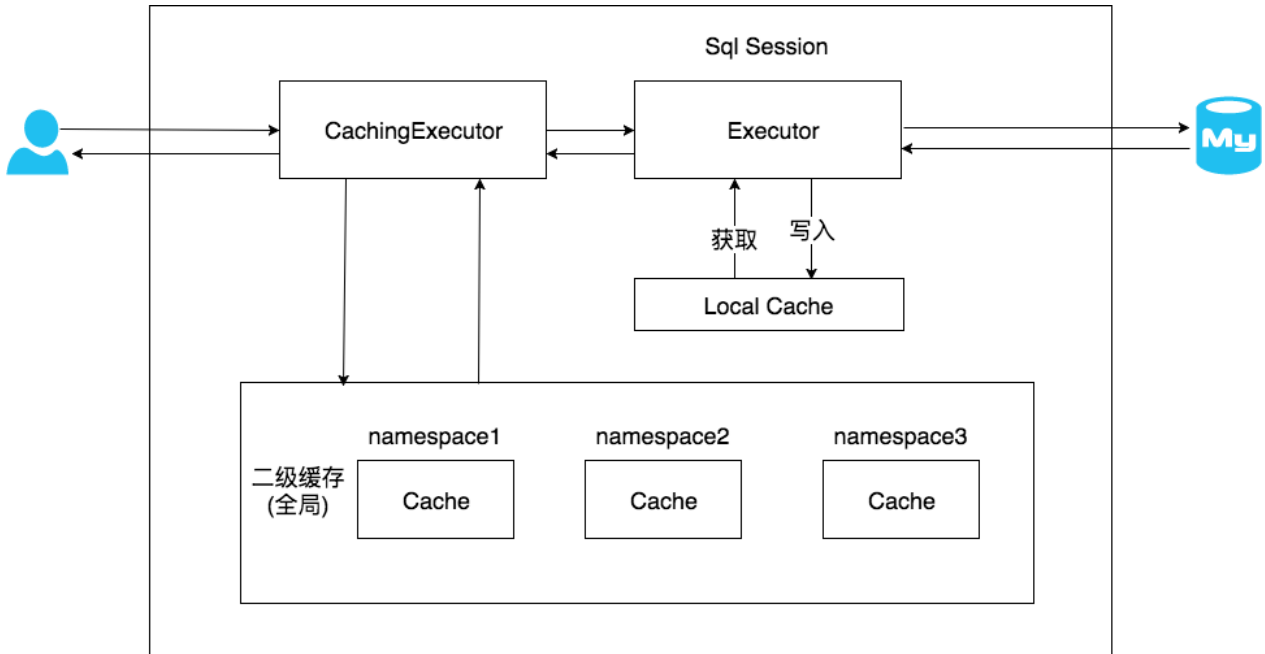 Sql Session
CachingExecutor
Executor
My
获取
写入
Local Cache
namespace1
namespace2
namespace3
二级缓存
(全局)
Cache
Cache
Cache